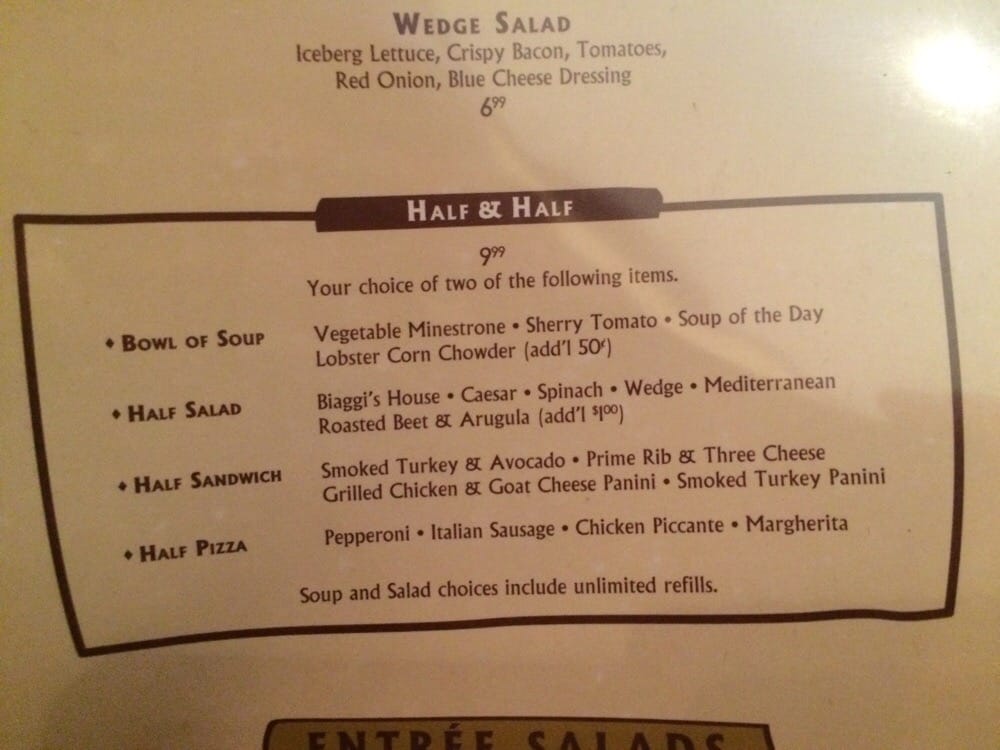 WEDGE SALAD
Iceberg Lettuce, Crispy Bacon, Tomatoes,
Red Onion, Blue Cheese Dressing
6⁹⁹
HALF & HALF
9⁹⁹
Your choice of two of the following items.
♦ BOWL OF SOUP
Vegetable Minestrone • Sherry Tomato • Soup of the Day
Lobster Corn Chowder (add'l 50¢)
♦ HALF SALAD
Biaggi's House • Caesar • Spinach • Wedge • Mediterranean
Roasted Beet & Arugula (add'l $1⁰⁰)
♦ HALF SANDWICH
Smoked Turkey & Avocado • Prime Rib & Three Cheese
Grilled Chicken & Goat Cheese Panini • Smoked Turkey Panini
♦ HALF PIZZA
Pepperoni • Italian Sausage • Chicken Piccante • Margherita
Soup and Salad choices include unlimited refills.
ENTRÉE SALADS